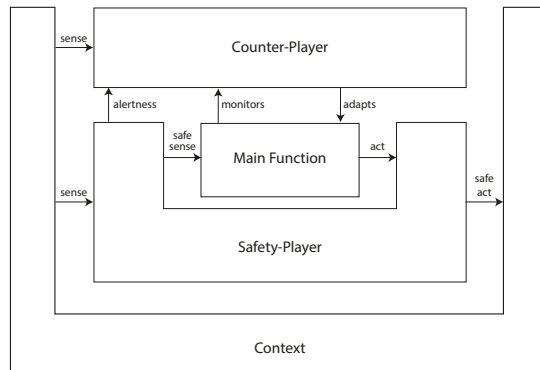 sense
Counter-Player
alertness
monitors
adapts
safe
sense
Main Function
act
sense
safe
act
Safety-Player
Context